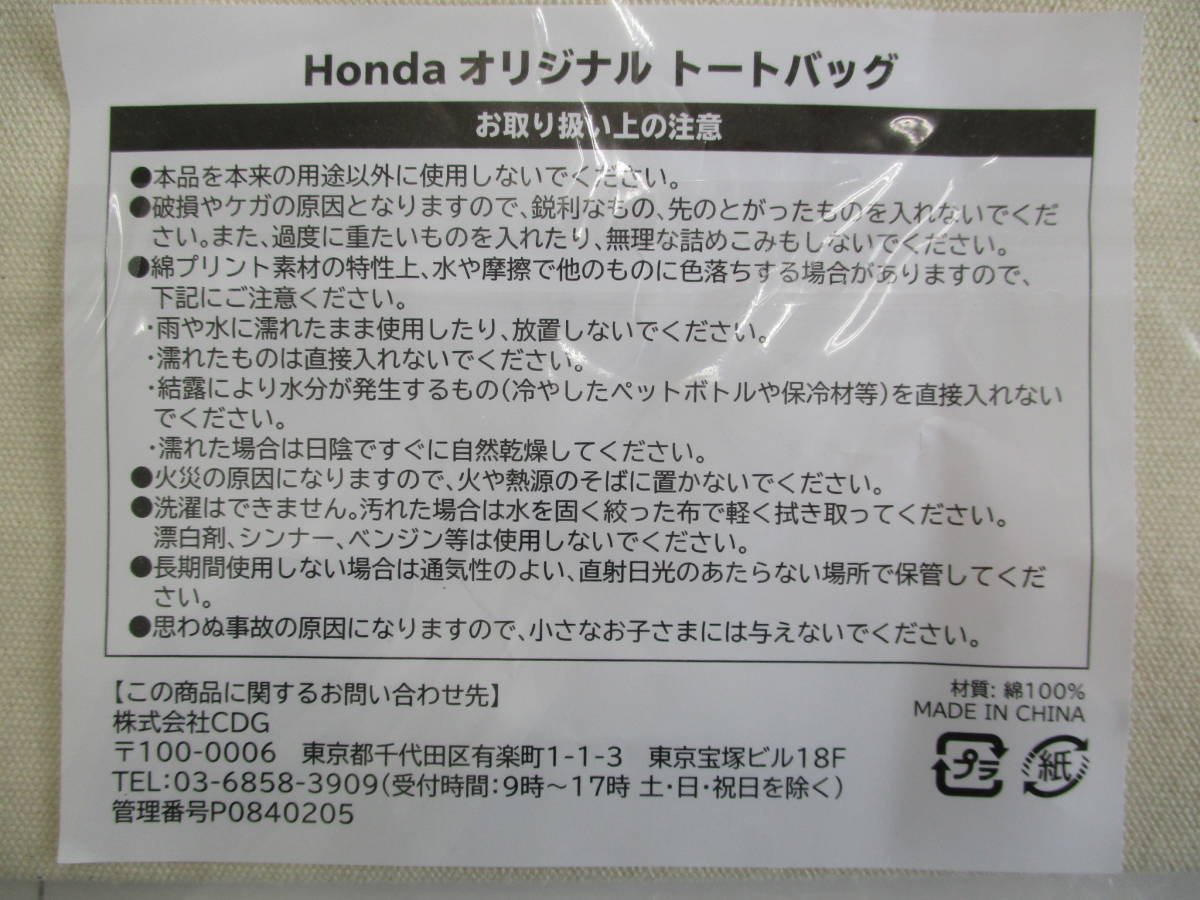 Honda オリジナル トートバッグ
お取り扱い上の注意
●本品を本来の用途以外に使用しないでください。
●破損やケガの原因となりますので、鋭利なもの、先のとがったものを入れないでくだ
さい。また、過度に重たいものを入れたり、無理な詰めこみもしないでください。
●綿プリント素材の特性上、水や摩擦で他のものに色落ちする場合がありますので、
下記にご注意ください。
・雨や水に濡れたまま使用したり、放置しないでください。
・濡れたものは直接入れないでください。
・結露により水分が発生するもの(冷やしたペットボトルや保冷材等)を直接入れない
でください。
・濡れた場合は日陰ですぐに自然乾燥してください。
●火災の原因になりますので、火や熱源のそばに置かないでください。
●洗濯はできません。汚れた場合は水を固く絞った布で軽く拭き取ってください。
漂白剤、シンナー、ベンジン等は使用しないでください。
●長期間使用しない場合は通気性のよい、直射日光のあたらない場所で保管してくだ
さい。
●思わぬ事故の原因になりますので、小さなお子さまには与えないでください。
【この商品に関するお問い合わせ先】
株式会社CDG
〒100-0006 東京都千代田区有楽町1-1-3 東京宝塚ビル18F
TEL:03-6858-3909(受付時間:9時～17時 土・日・祝日を除く)
管理番号P0840205
材質: 綿100%
MADE IN CHINA
プラ 紙